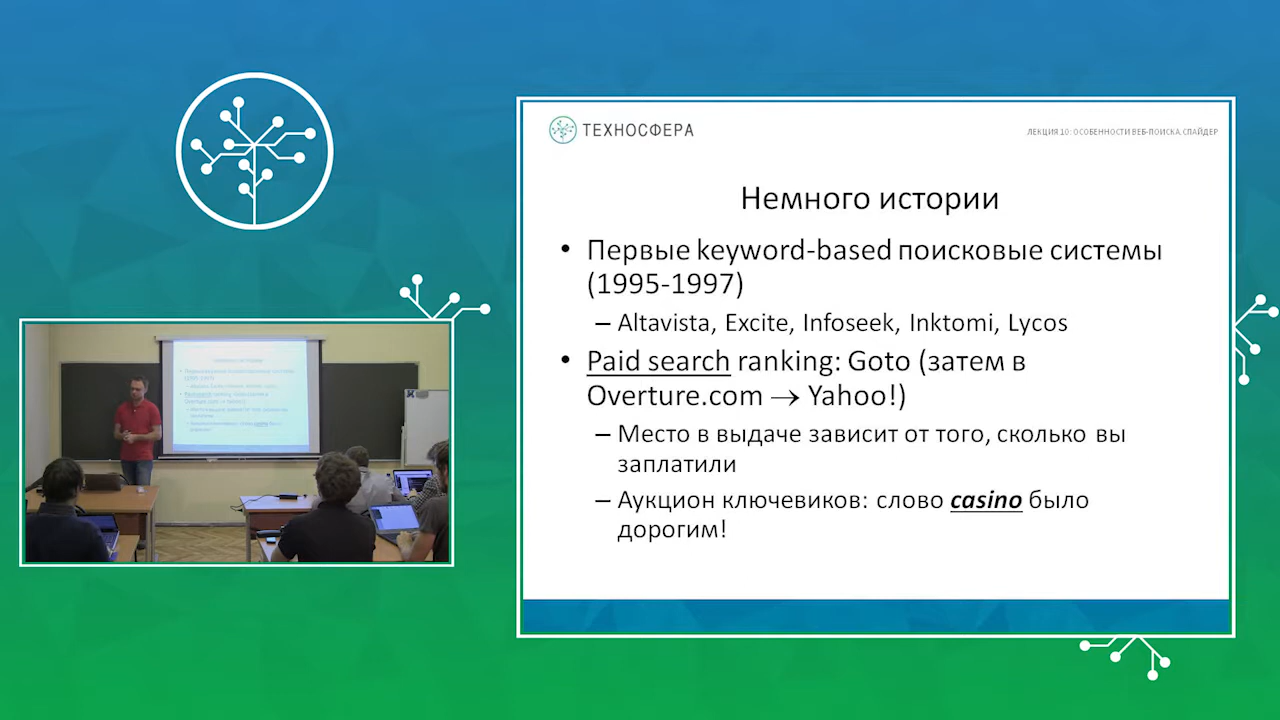 ТЕХНОСФЕРА
ЛЕКЦИЯ 10: ОСОБЕННОСТИ ВЕБ-ПОИСКА.СПАЙДЕР
Немного истории
• Первые keyword-based поисковые системы
(1995-1997)
– Altavista, Excite, Infoseek, Inktomi, Lycos
• Paid search ranking: Goto (затем в
Overture.com → Yahoo!)
– Место в выдаче зависит от того, сколько вы
заплатили
– Аукцион ключевиков: слово casino было
дорогим!